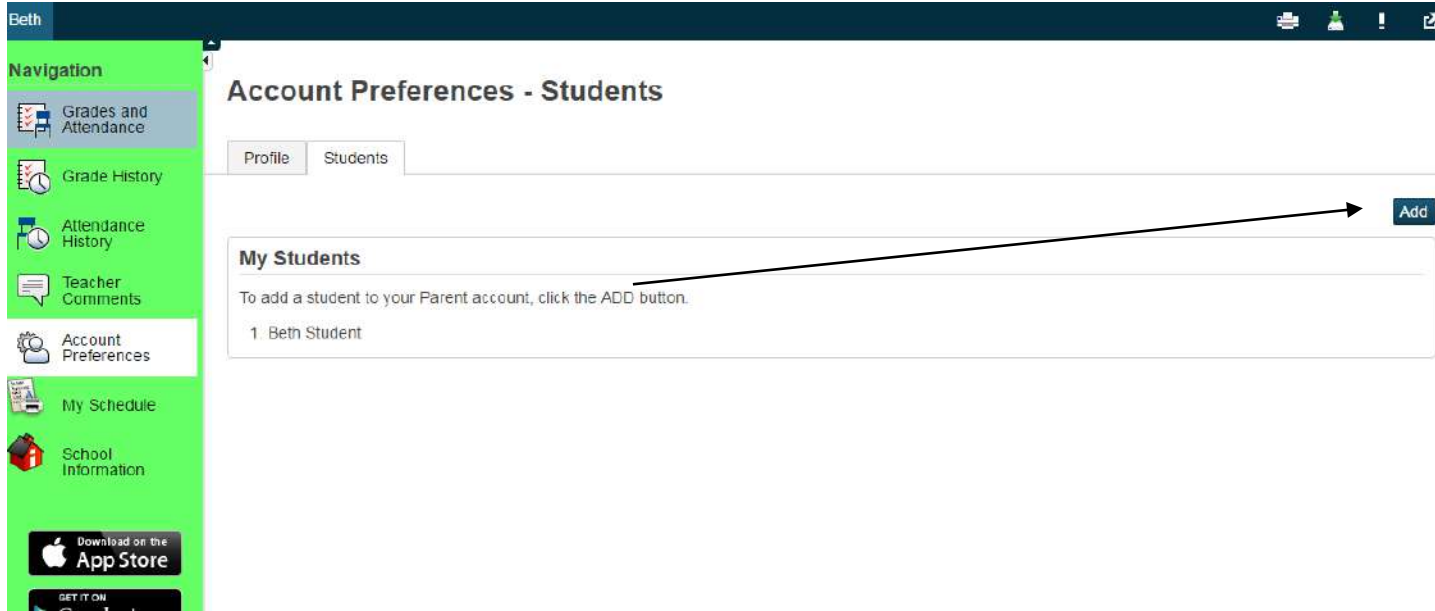 Beth
Navigation
Grades and
Attendance
Grade History
Attendance
History
Teacher
Comments
Account
Preferences
My Schedule
School
Information
Download on the
App Store
GET IT ON
Account Preferences - Students
Profile
Students
Add
My Students
To add a student to your Parent account, click the ADD button.
1. Beth Student